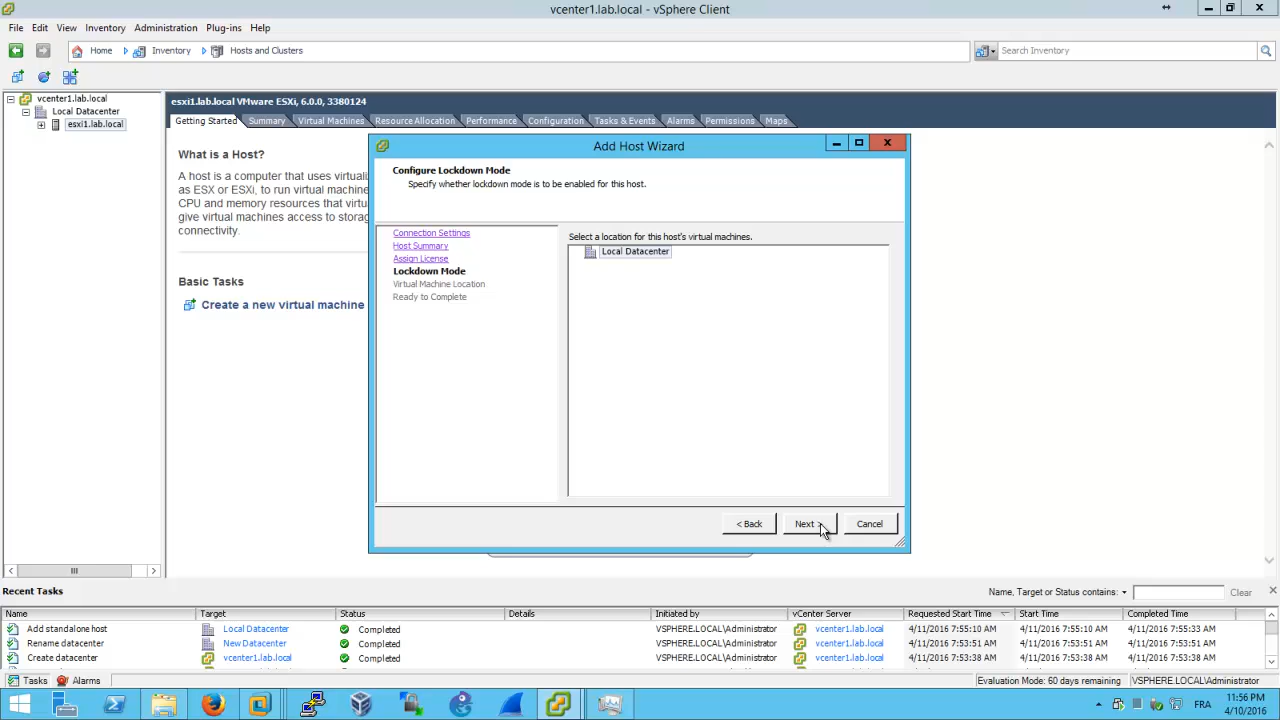 vcenter1.lab.local - vSphere Client
File Edit View Inventory Administration Plug-ins Help
Home Inventory Hosts and Clusters Search Inventory
vcenter1.lab.local
Local Datacenter
esxi1.lab.local
esxi1.lab.local VMware ESXi, 6.0.0, 3380124
Getting Started Summary Virtual Machines Resource Allocation Performance Configuration Tasks & Events Alarms Permissions Maps
What is a Host?
A host is a computer that uses
as ESX or ESXi, to run virtual
CPU and memory resources that
give virtual machines access to
connectivity.
Basic Tasks
Create a new virtual machine
Add Host Wizard
Configure Lockdown Mode
Specify whether lockdown mode is to be enabled for this host.
Connection Settings
Host Summary
Assign License
Lockdown Mode
Virtual Machine Location
Ready to Complete
Select a location for this host's virtual machines.
Local Datacenter
< Back Next > Cancel
Recent Tasks Name, Target or Status contains: Clear
Name Target Status Details Initiated by vCenter Server Requested Start Time Start Time Completed Time
Add standalone host Local Datacenter Completed VSPHERE.LOCAL\Administrator vcenter1.lab.local 4/11/2016 7:55:10 AM 4/11/2016 7:55:10 AM 4/11/2016 7:55:33 AM
Rename datacenter New Datacenter Completed VSPHERE.LOCAL\Administrator vcenter1.lab.local 4/11/2016 7:53:51 AM 4/11/2016 7:53:51 AM 4/11/2016 7:53:51 AM
Create datacenter vcenter1.lab.local Completed VSPHERE.LOCAL\Administrator vcenter1.lab.local 4/11/2016 7:53:38 AM 4/11/2016 7:53:38 AM 4/11/2016 7:53:38 AM
Tasks Alarms Evaluation Mode: 60 days remaining VSPHERE.LOCAL\Administrator
FRE
11:56 PM
4/10/2016